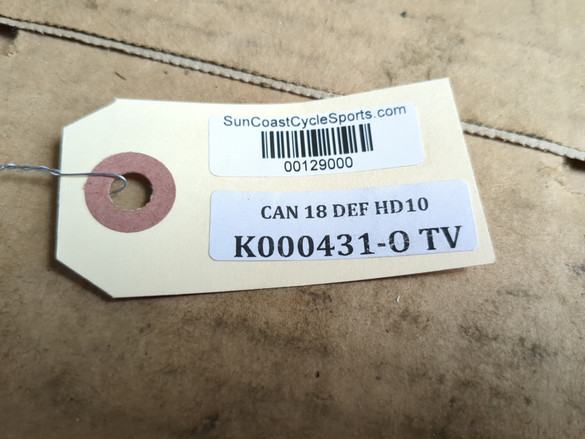 SunCoastCycleSports.com
00129000
CAN 18 DEF HD10
K000431-O TV